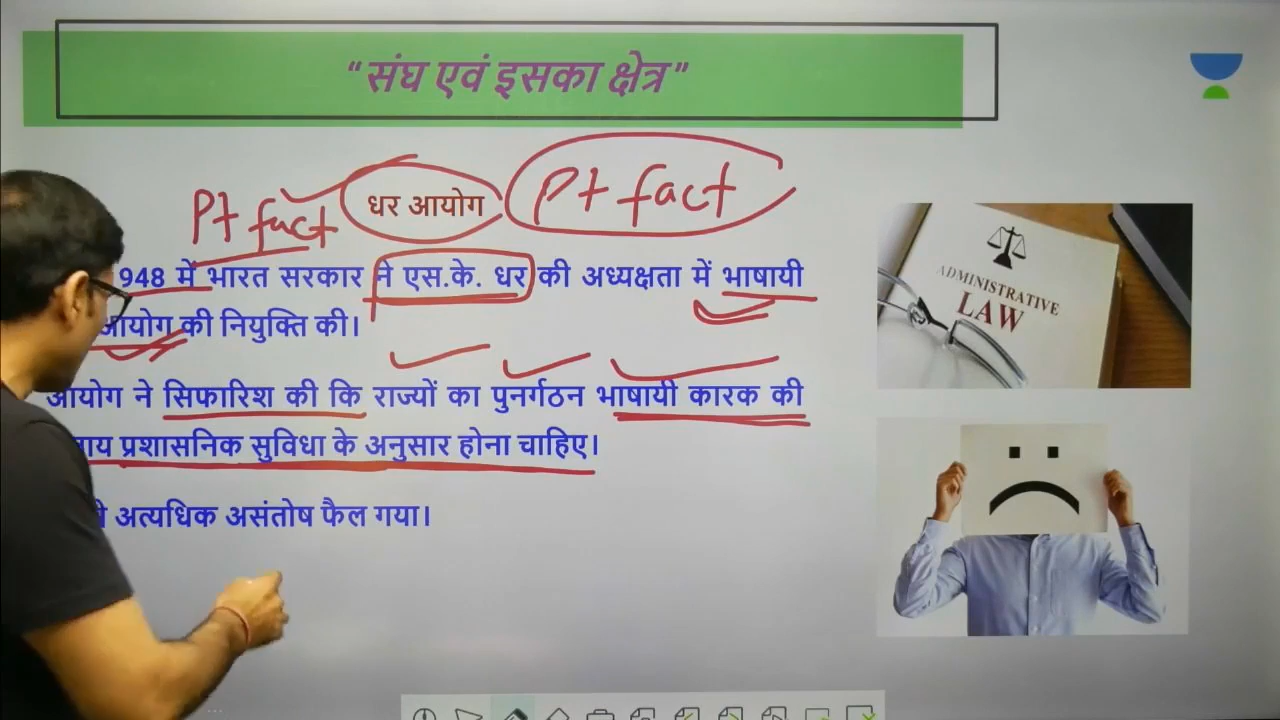 “संघ एवं इसका क्षेत्र”
Pt fact धर आयोग Pt fact
948 में भारत सरकार ने एस.के. धर की अध्यक्षता में भाषायी
आयोग की नियुक्ति की।
आयोग ने सिफारिश की कि राज्यों का पुनर्गठन भाषायी कारक की
प्रशासनिक सुविधा के अनुसार होना चाहिए।
अत्यधिक असंतोष फैल गया।
ADMINISTRATIVE
LAW